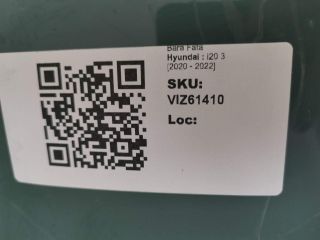 Bara Fata
Hyundai : i20 3
[2020 - 2022]
SKU:
VIZ61410
Loc: